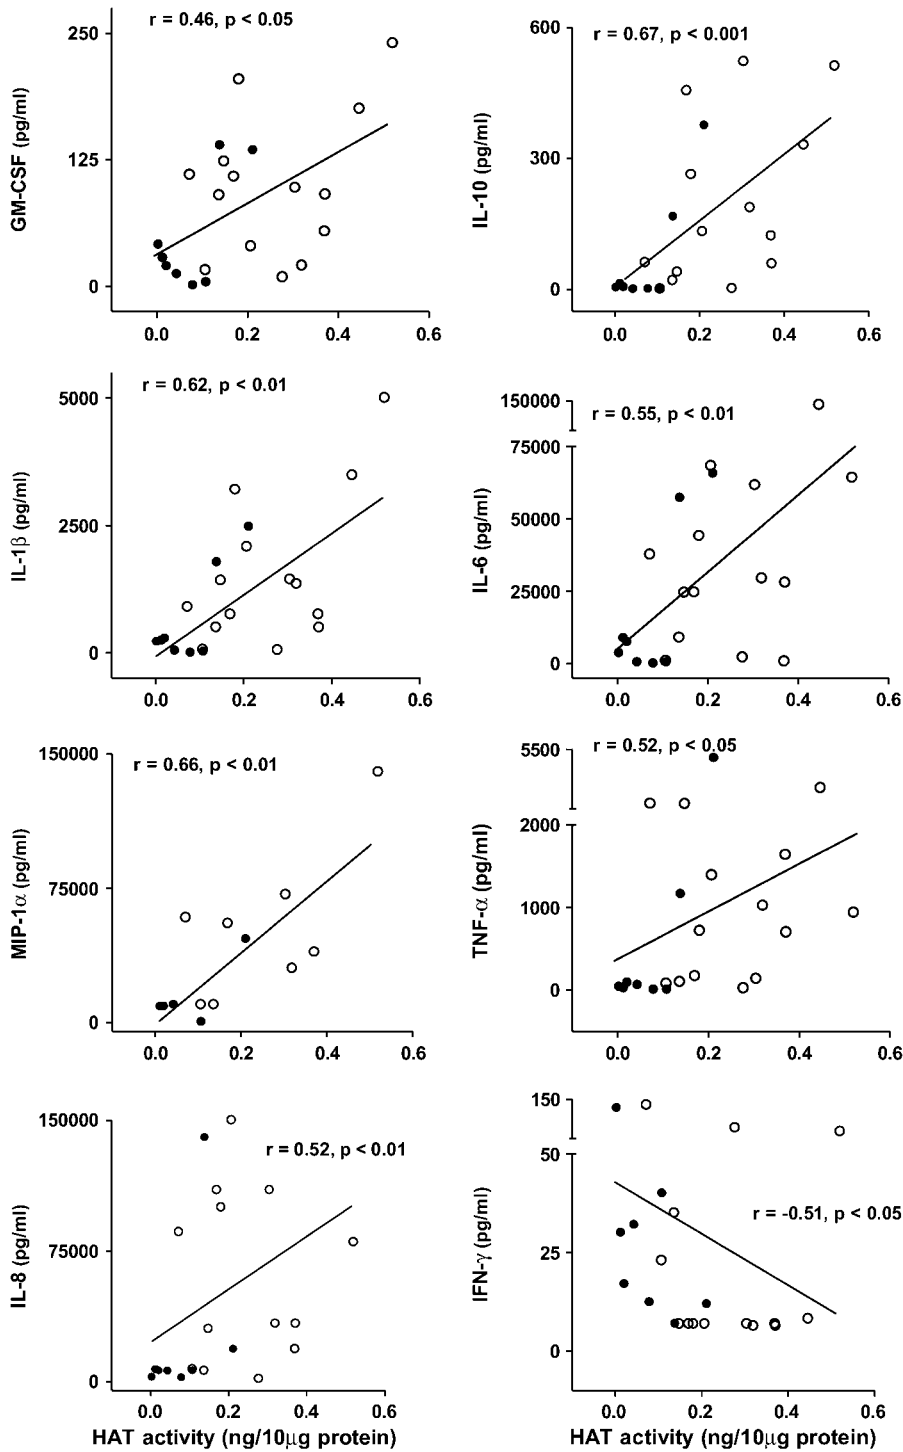 r = 0.46, p < 0.05
250
125
0
GM-CSF (pg/ml)
0.0 0.2 0.4 0.6
r = 0.67, p < 0.001
600
300
0
IL-10 (pg/ml)
0.0 0.2 0.4 0.6
r = 0.62, p < 0.01
5000
2500
0
IL-1β (pg/ml)
0.0 0.2 0.4 0.6
r = 0.55, p < 0.01
150000
75000
50000
25000
0
IL-6 (pg/ml)
0.0 0.2 0.4 0.6
r = 0.66, p < 0.01
150000
75000
0
MIP-1α (pg/ml)
0.0 0.2 0.4 0.6
r = 0.52, p < 0.05
5500
2000
1000
0
TNF-α (pg/ml)
0.0 0.2 0.4 0.6
r = 0.52, p < 0.01
150000
75000
0
IL-8 (pg/ml)
0.0 0.2 0.4 0.6
HAT activity (ng/10μg protein)
r = -0.51, p < 0.05
150
50
25
0
IFN-γ (pg/ml)
0.0 0.2 0.4 0.6
HAT activity (ng/10μg protein)